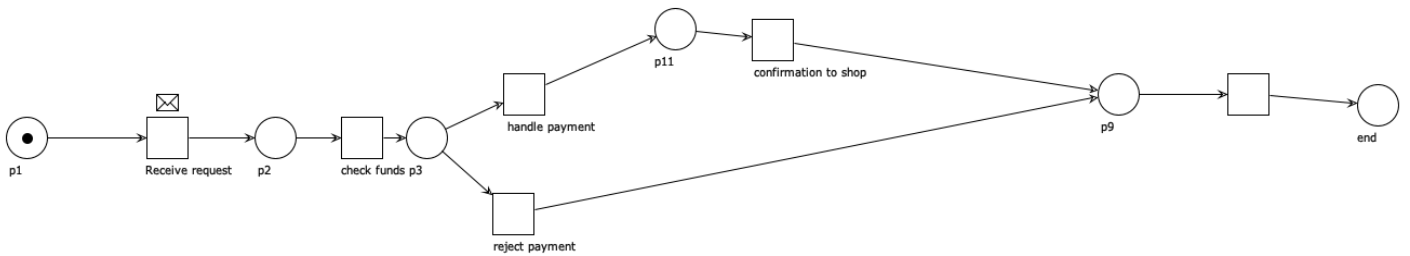 p11
confirmation to shop
handle payment
p9
end
p1
Receive request
p2
check funds
p3
reject payment